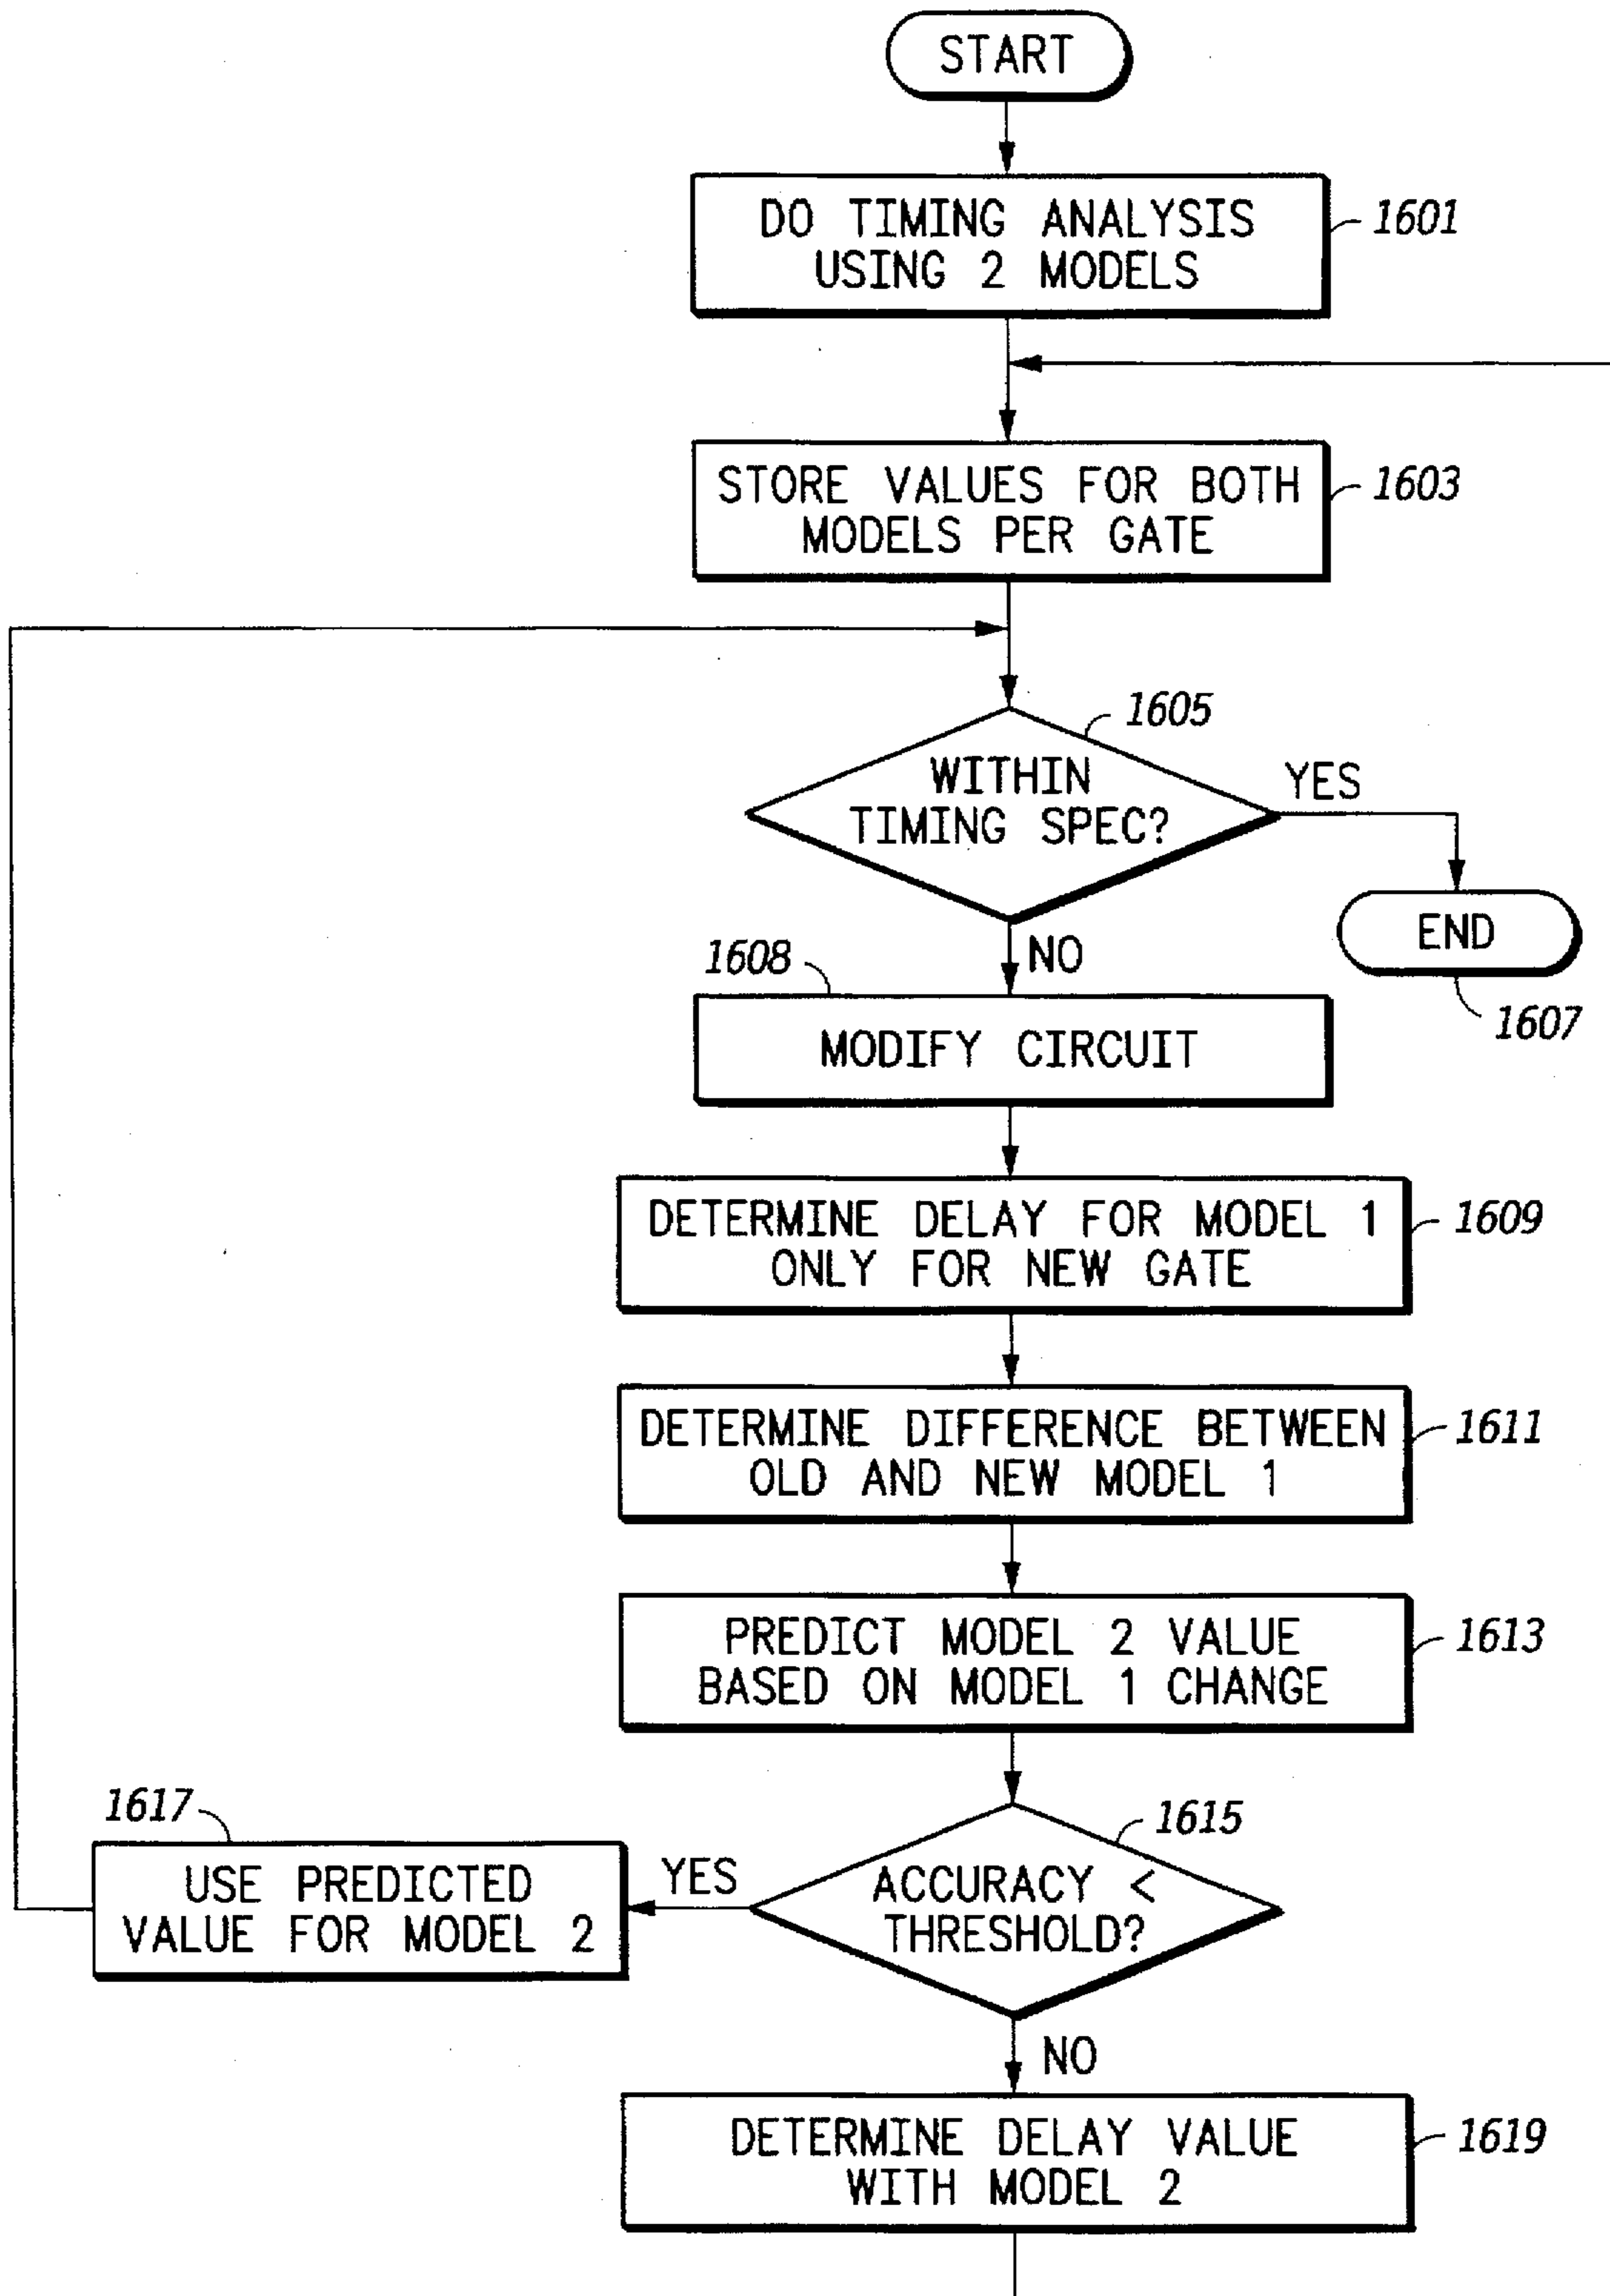 START
DO TIMING ANALYSIS
USING 2 MODELS
1601
STORE VALUES FOR BOTH
MODELS PER GATE
1603
1605
WITHIN
TIMING SPEC?
YES
END
1607
NO
1608
MODIFY CIRCUIT
DETERMINE DELAY FOR MODEL 1
ONLY FOR NEW GATE
1609
DETERMINE DIFFERENCE BETWEEN
OLD AND NEW MODEL 1
1611
PREDICT MODEL 2 VALUE
BASED ON MODEL 1 CHANGE
1613
1615
ACCURACY <
THRESHOLD?
YES
1617
USE PREDICTED
VALUE FOR MODEL 2
NO
DETERMINE DELAY VALUE
WITH MODEL 2
1619